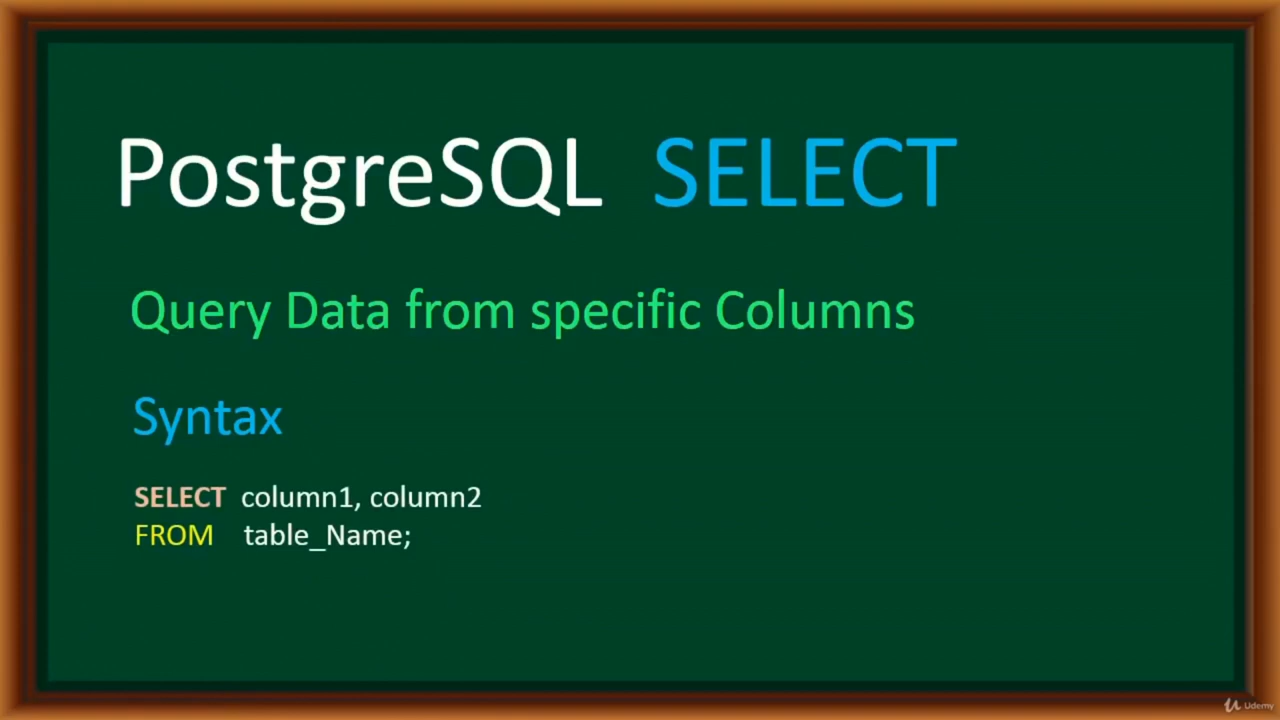 PostgreSQL SELECT
Query Data from specific Columns
Syntax
SELECT column1, column2
FROM table_Name;
Udemy